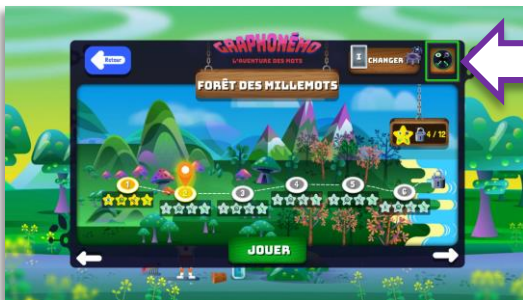 GRAPHONÉMO
L'AVENTURE DES MOTS
Retour
CHANGER
FORÊT DES MILLEMOTS
4 / 12
1
2
3
4
5
6
JOUER